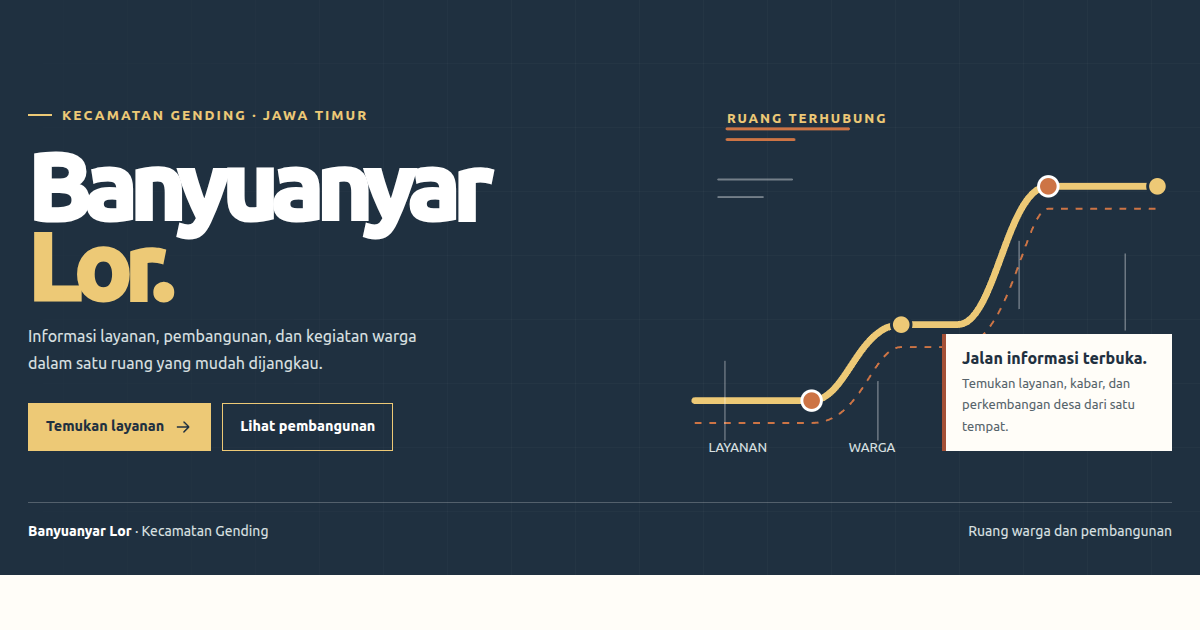 KECAMATAN GENDING · JAWA TIMUR
Banyuanyar
Lor.
Informasi layanan, pembangunan, dan kegiatan warga
dalam satu ruang yang mudah dijangkau.
Temukan layanan →
Lihat pembangunan
RUANG TERHUBUNG
LAYANAN
WARGA
Jalan informasi terbuka.
Temukan layanan, kabar, dan
perkembangan desa dari satu
tempat.
Banyuanyar Lor · Kecamatan Gending
Ruang warga dan pembangunan